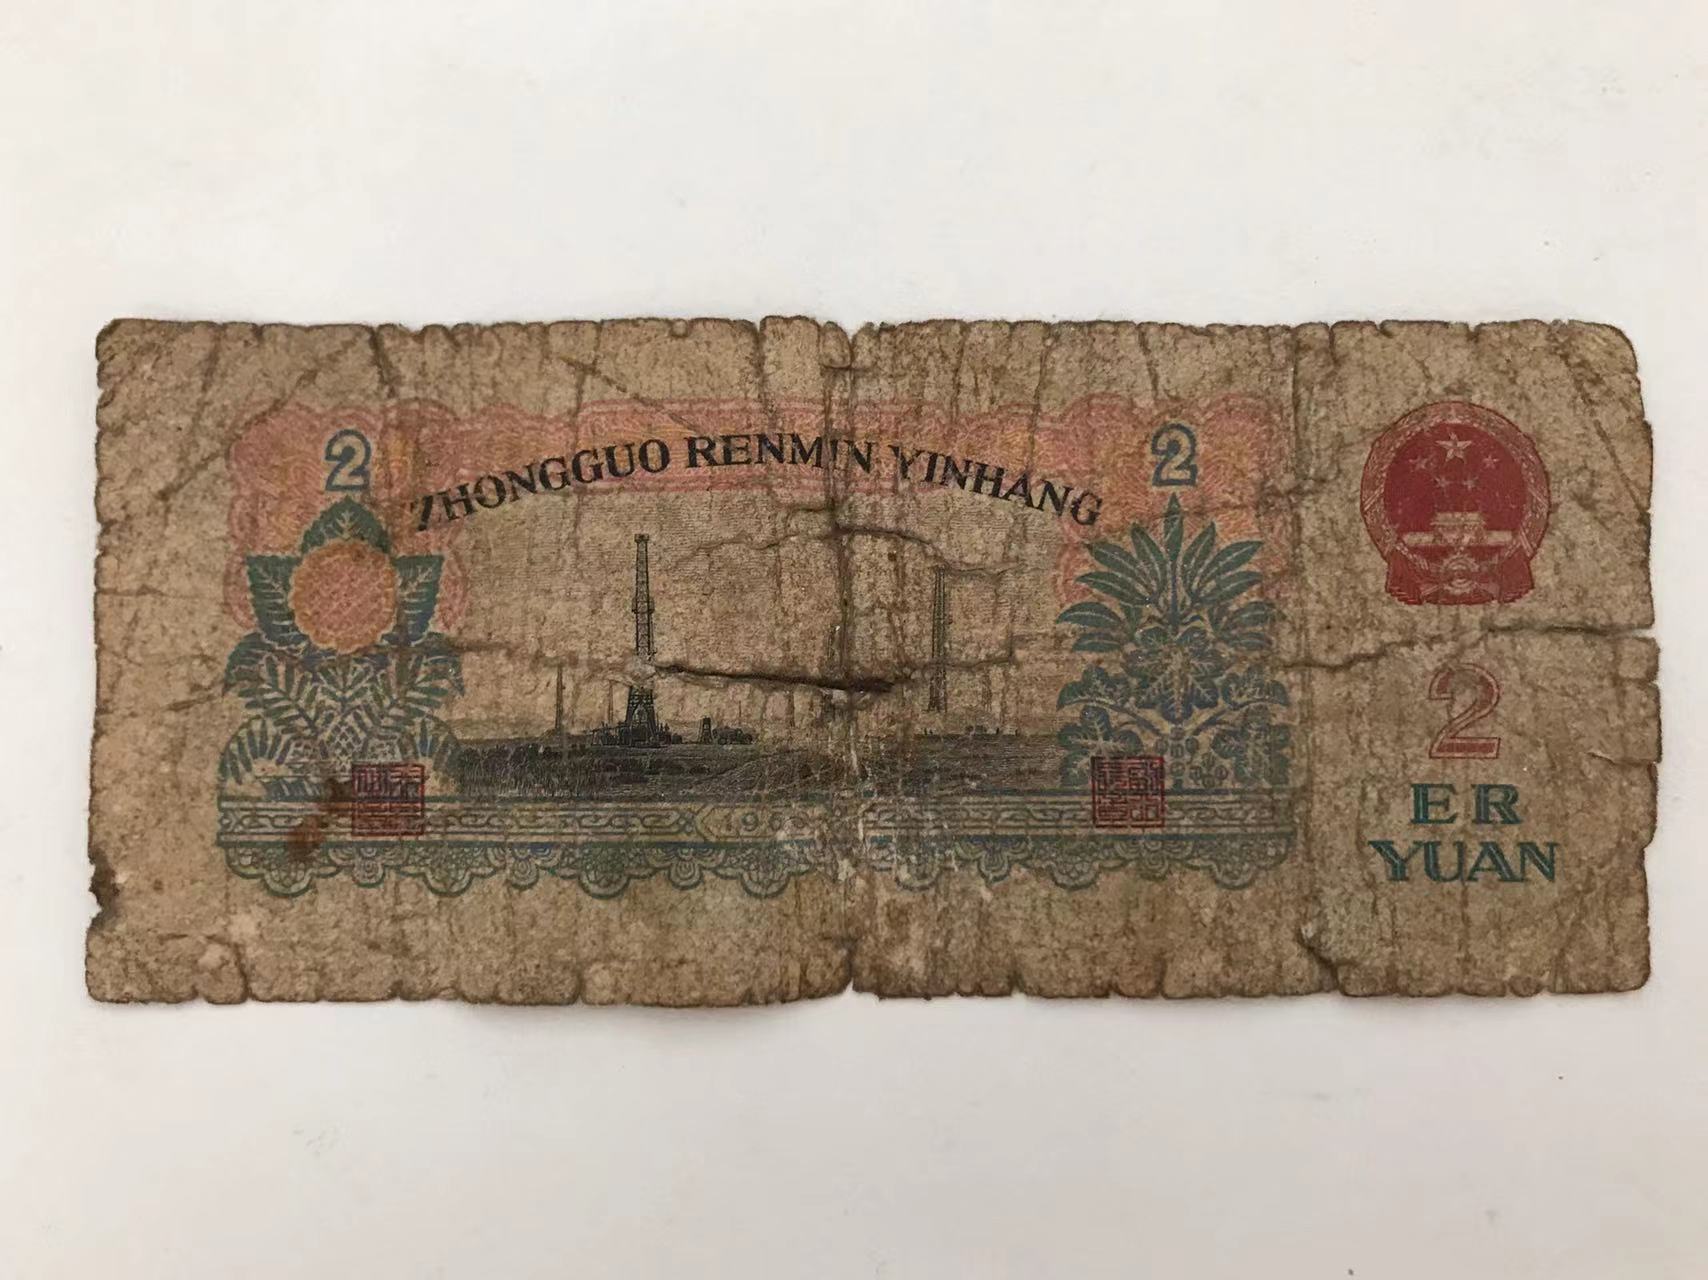 2 2
ZHONGGUO RENMIN YINHANG
2
ER
YUAN